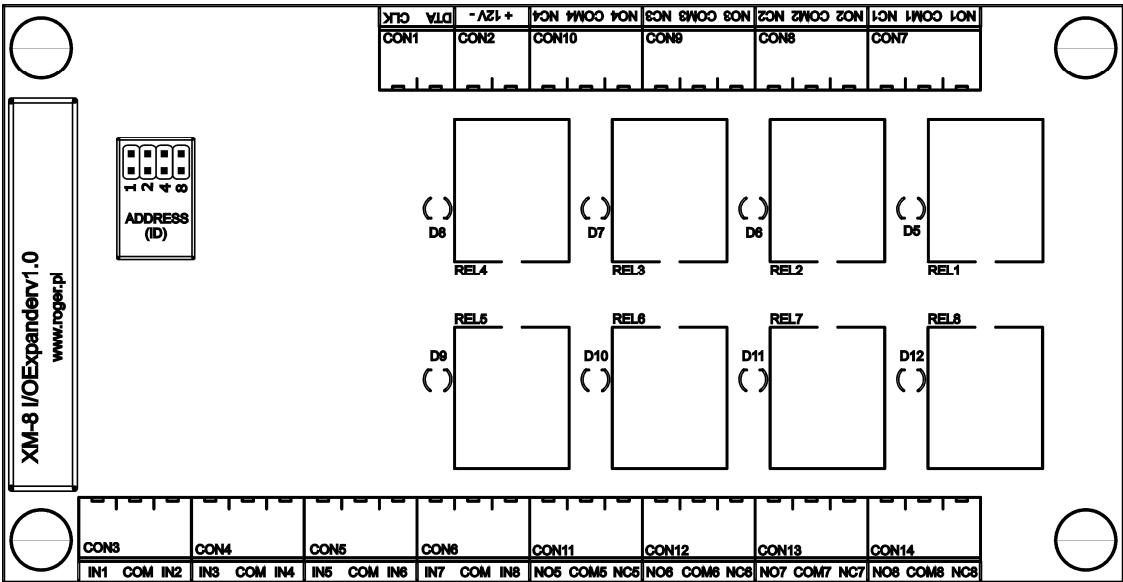 CLK DTA - 12V + NC4 COM4 NO4 NC3 COM3 NO3 NC2 COM2 NO2 NC1 COM1 NO1
CON1 CON2 CON10 CON9 CON8 CON7
1 2 4 8
ADDRESS
(ID)
D8 D7 D6 D5
REL4 REL3 REL2 REL1
XM-8 I/OExpanderv1.0
www.roger.pl
REL5 REL6 REL7 REL8
D9 D10 D11 D12
CON3 CON4 CON5 CON6 CON11 CON12 CON13 CON14
IN1 COM IN2 IN3 COM IN4 IN5 COM IN6 IN7 COM IN8 NO5 COM5 NC5 NO6 COM6 NC6 NO7 COM7 NC7 NO8 COM8 NC8